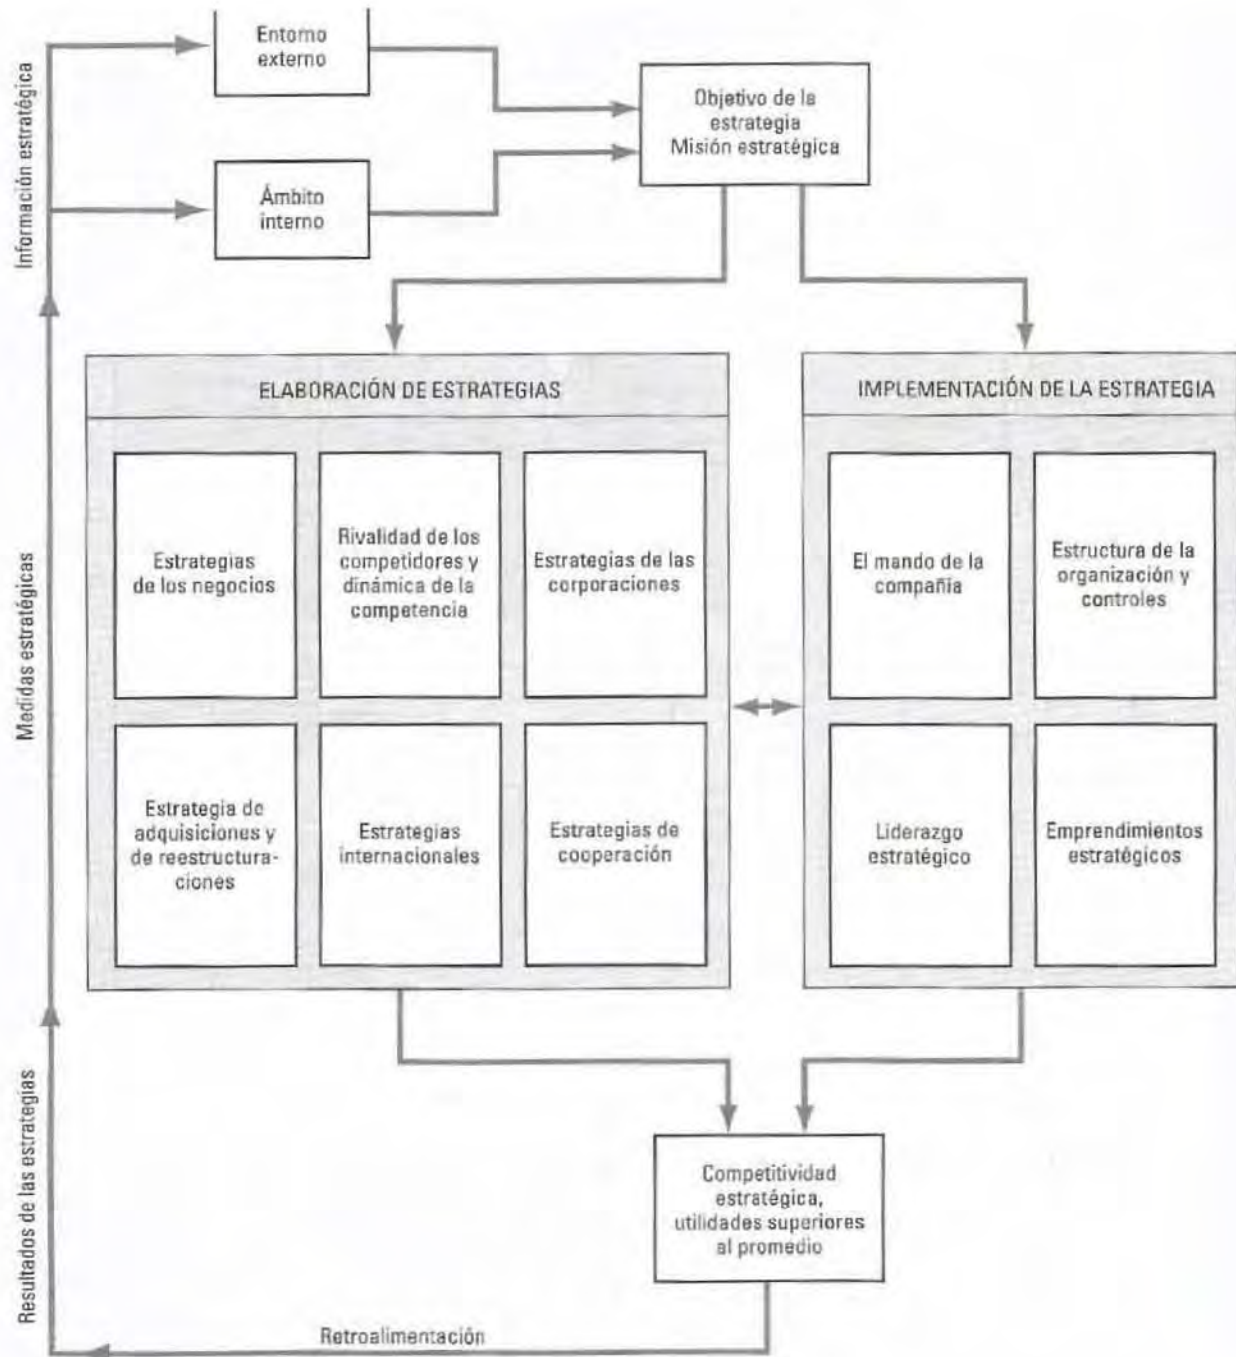 Entorno
externo
Objetivo de la
estrategia
Misión estratégica
Ámbito
interno
Información estratégica
ELABORACIÓN DE ESTRATEGIAS
IMPLEMENTACIÓN DE LA ESTRATEGIA
Estrategias
de los negocios
Rivalidad de los
competidores y
dinámica de la
competencia
Estrategias de las
corporaciones
El mando de la
compañía
Estructura de la
organización y
controles
Medidas estratégicas
Estrategia de
adquisiciones y
de reestructura-
ciones
Estrategias
internacionales
Estrategias de
cooperación
Liderazgo
estratégico
Emprendimientos
estratégicos
Resultados de las estrategias
Competitividad
estratégica,
utilidades superiores
al promedio
Retroalimentación